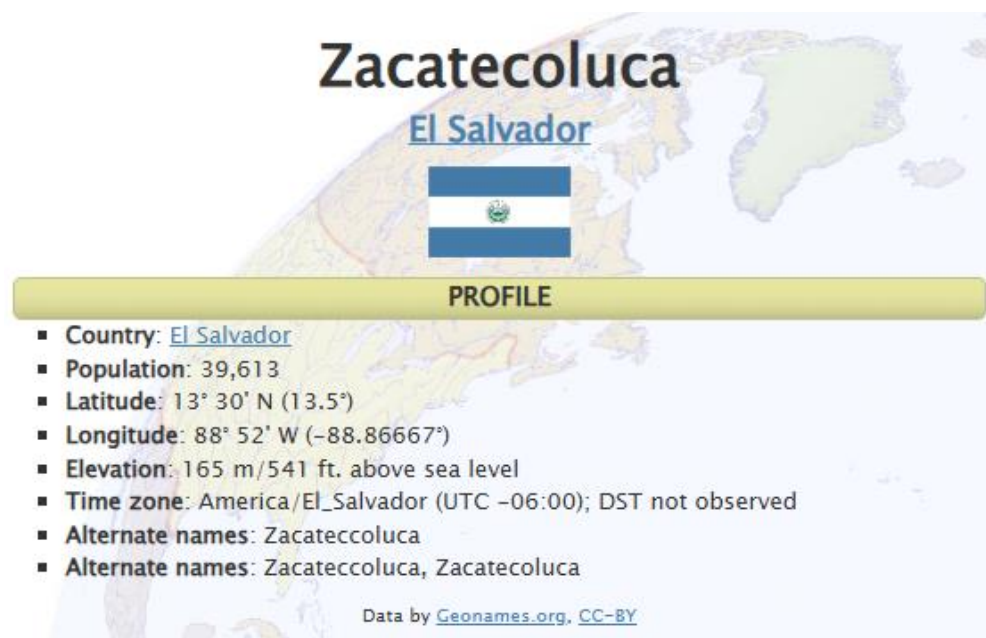 Zacatecoluca
El Salvador
PROFILE
▪ Country: El Salvador
▪ Population: 39,613
▪ Latitude: 13° 30' N (13.5°)
▪ Longitude: 88° 52' W (-88.86667°)
▪ Elevation: 165 m/541 ft. above sea level
▪ Time zone: America/El_Salvador (UTC -06:00); DST not observed
▪ Alternate names: Zacateccoluca
▪ Alternate names: Zacateccoluca, Zacatecoluca
Data by Geonames.org, CC-BY